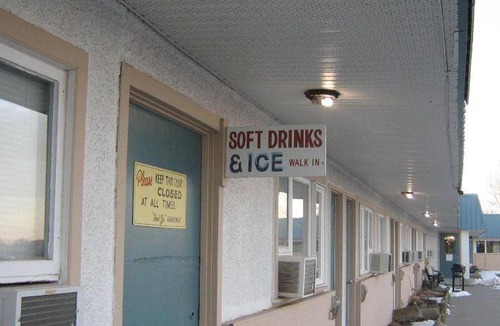 SOFT DRINKS
& ICE WALK IN
Please KEEP THIS DOOR
CLOSED
AT ALL TIMES